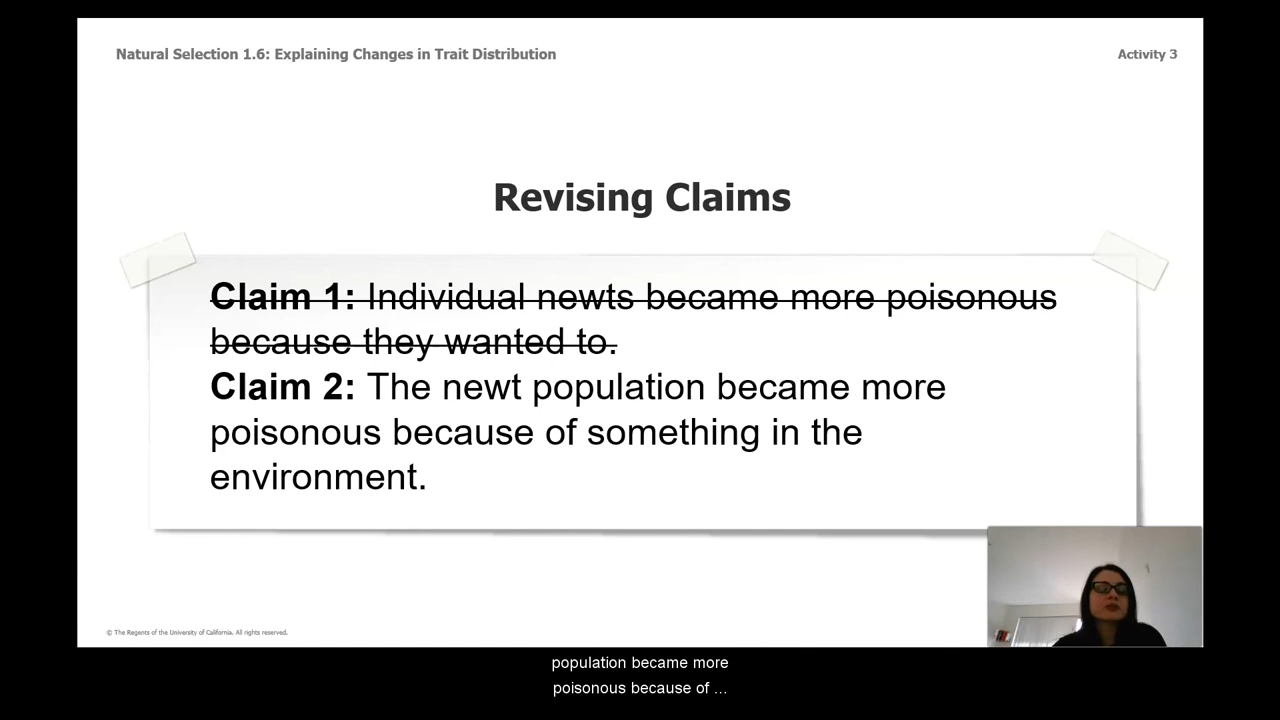 Natural Selection 1.6: Explaining Changes in Trait Distribution
Activity 3
Revising Claims
Claim 1: Individual newts became more poisonous
because they wanted to.
Claim 2: The newt population became more
poisonous because of something in the
environment.
© The Regents of the University of California. All rights reserved.
population became more
poisonous because of ...